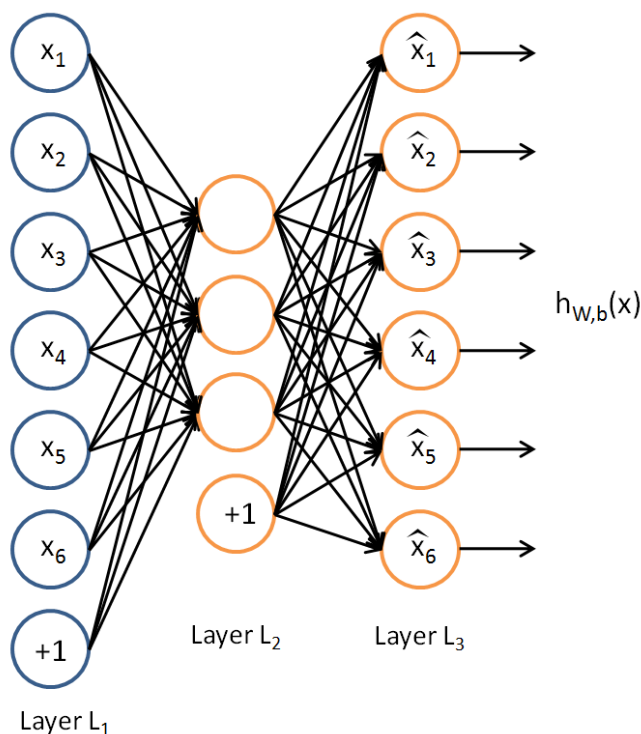 x₁
x₂
x₃
x₄
x₅
x₆
+1
Layer L₁
+1
Layer L₂
x̂₁
x̂₂
x̂₃
x̂₄
x̂₅
x̂₆
Layer L₃
h_W,b(x)